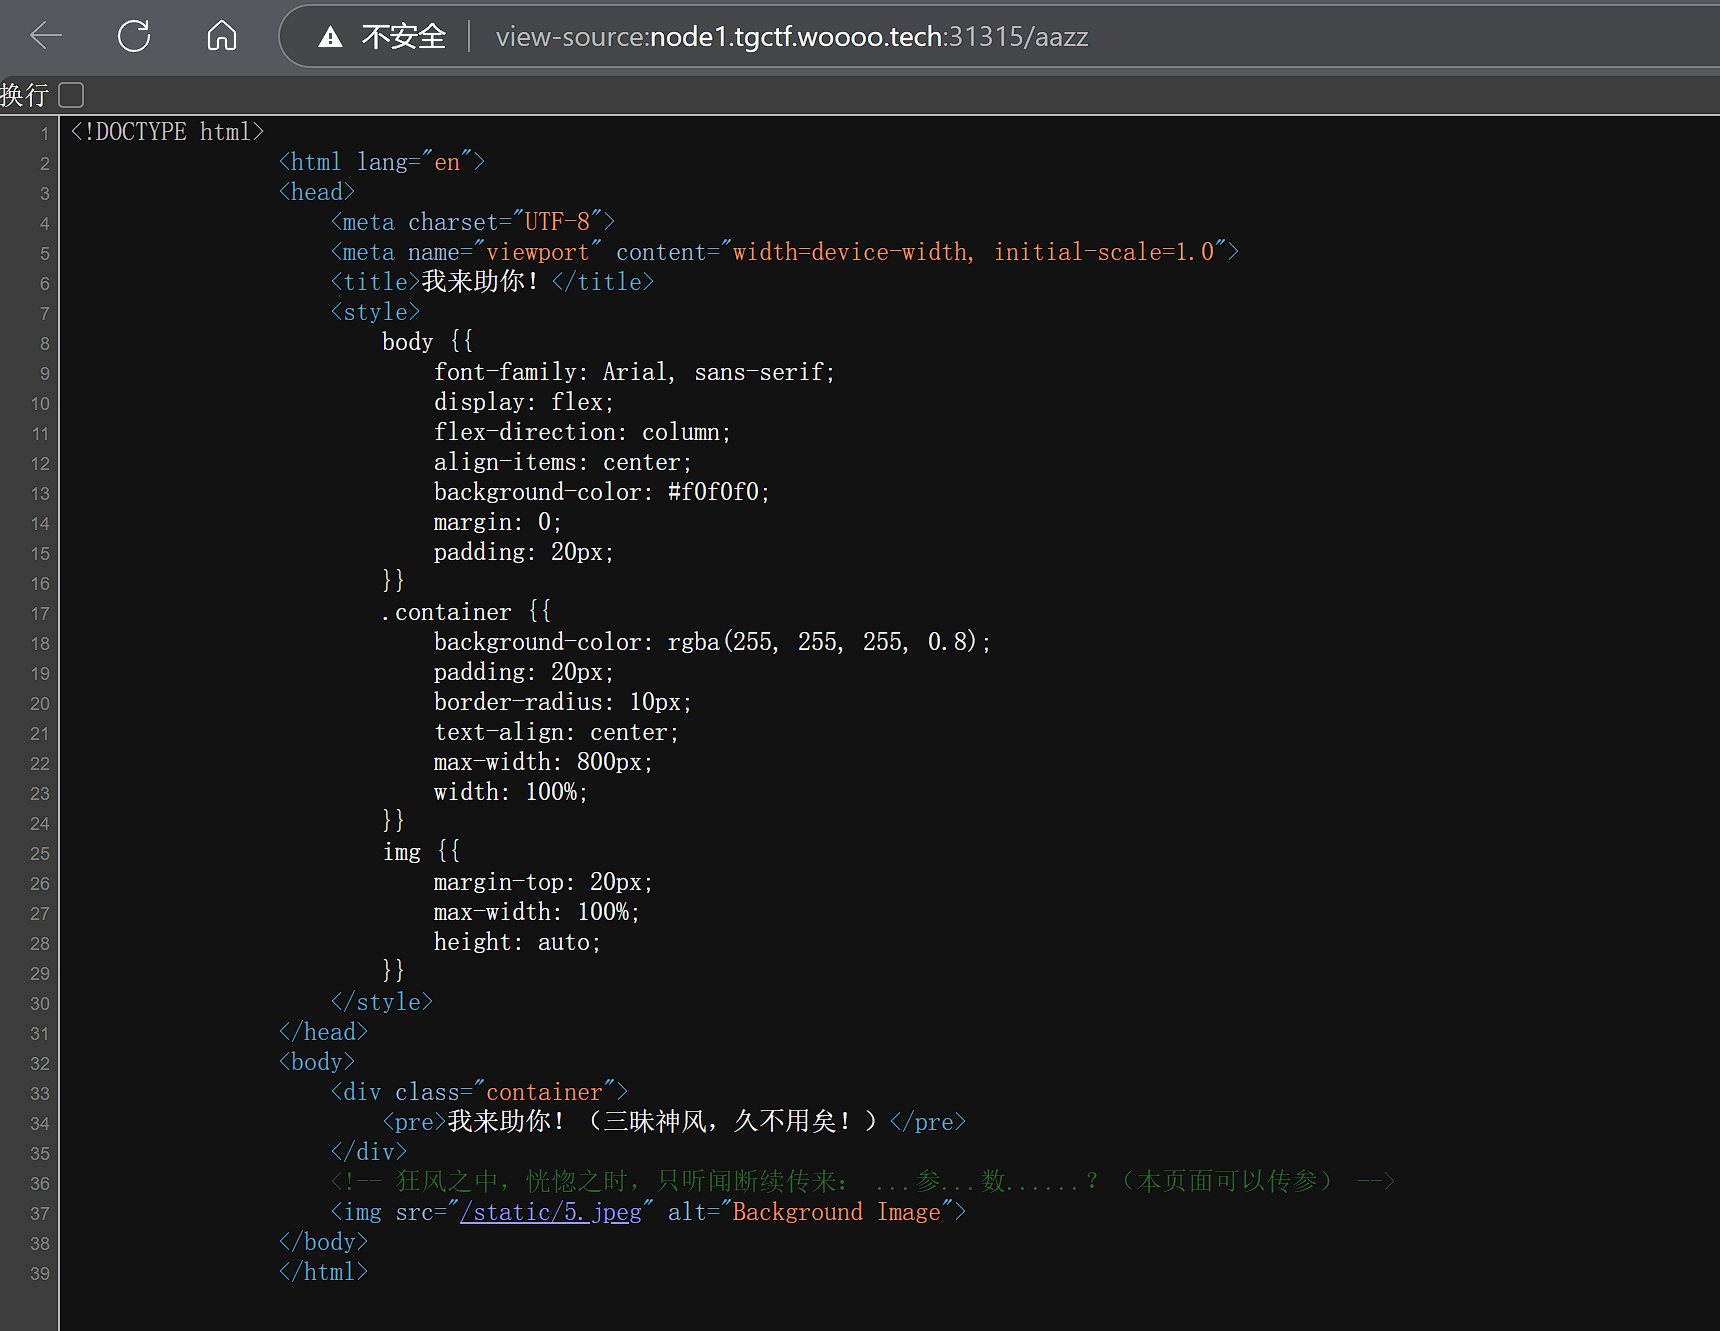 不安全 view-source:node1.tgctf.woooo.tech:31315/aazz
换行
1 <!DOCTYPE html>
2 <html lang="en">
3 <head>
4 <meta charset="UTF-8">
5 <meta name="viewport" content="width=device-width, initial-scale=1.0">
6 <title>我来助你！</title>
7 <style>
8 body {{
9 font-family: Arial, sans-serif;
10 display: flex;
11 flex-direction: column;
12 align-items: center;
13 background-color: #f0f0f0;
14 margin: 0;
15 padding: 20px;
16 }}
17 .container {{
18 background-color: rgba(255, 255, 255, 0.8);
19 padding: 20px;
20 border-radius: 10px;
21 text-align: center;
22 max-width: 800px;
23 width: 100%;
24 }}
25 img {{
26 margin-top: 20px;
27 max-width: 100%;
28 height: auto;
29 }}
30 </style>
31 </head>
32 <body>
33 <div class="container">
34 <pre>我来助你！（三昧神风，久不用矣！）</pre>
35 </div>
36 <!-- 狂风之中，恍惚之时，只听闻断续传来： ...参...数......？（本页面可以传参） -->
37 <img src="/static/5.jpeg" alt="Background Image">
38 </body>
39 </html>